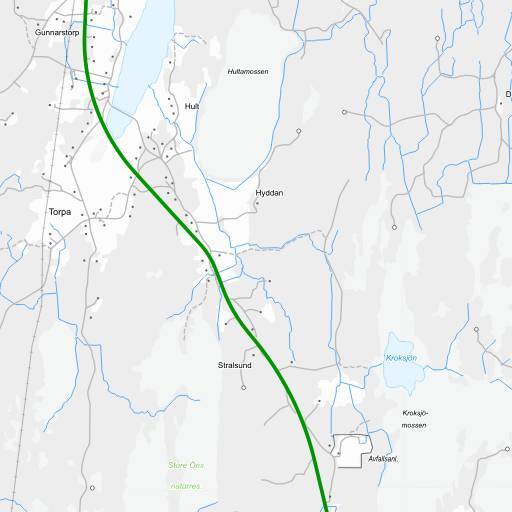 Gunnarstorp
Hultamossen
D
Hult
Hyddan
Torpa
Kroksjön
Stralsund
Kroksjö-
mossen
Avfallsanl.
Store Öns
naturres.